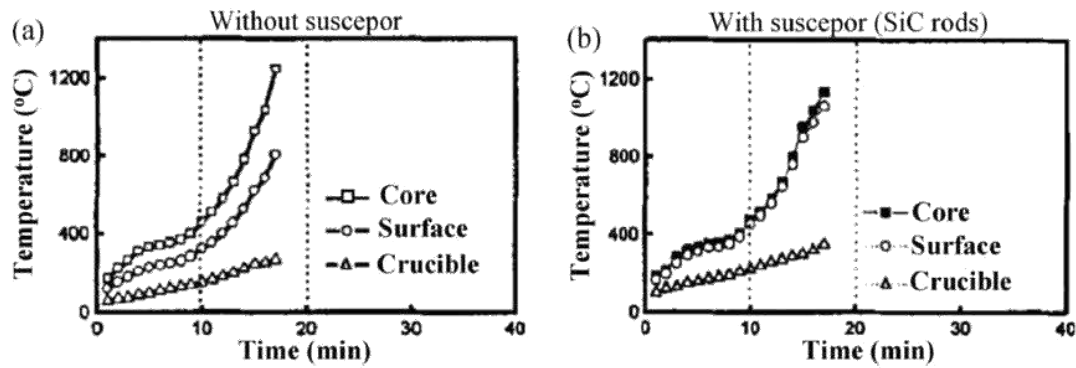 (a)
Without suscepor
Temperature (°C)
1200
800
400
0
0 10 20 30 40
Time (min)
Core
Surface
Crucible
(b)
With suscepor (SiC rods)
Temperature (°C)
1200
800
400
0
0 10 20 30 40
Time (min)
Core
Surface
Crucible